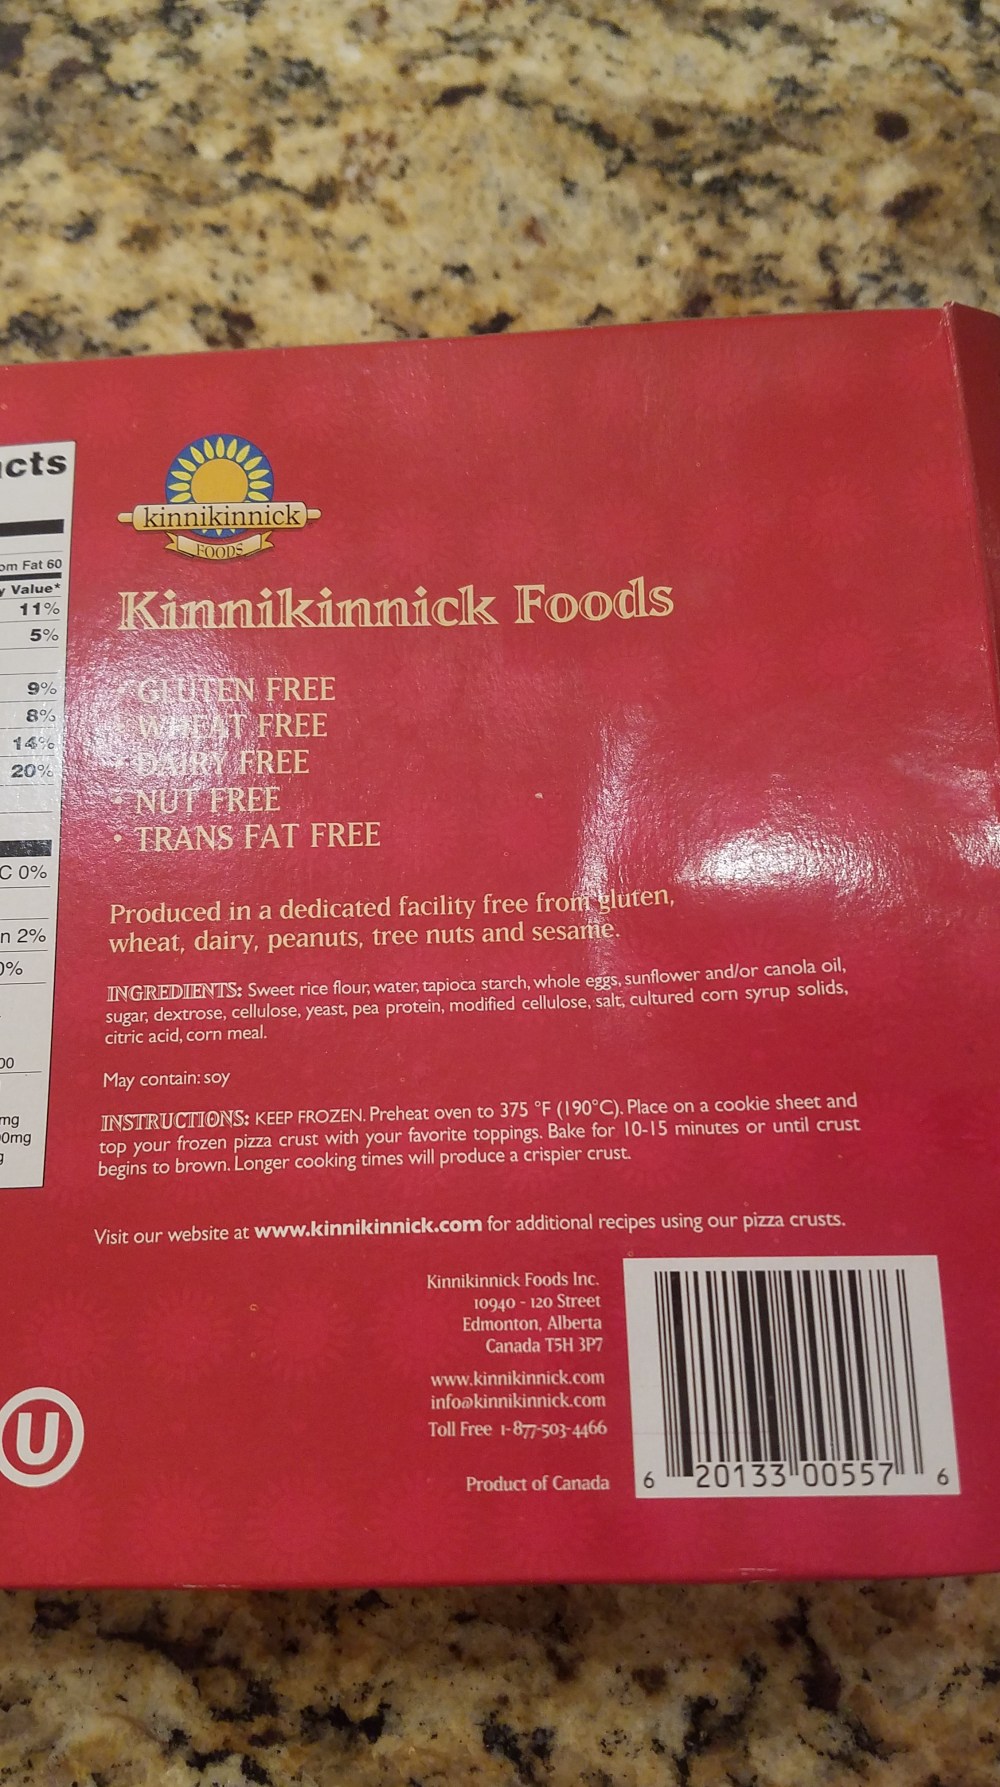 acts
om Fat 60
y Value*
11%
5%
9%
8%
14%
20%
C 0%
n 2%
0%
00
mg
00mg
g
kinnikinnick
FOODS
Kinnikinnick Foods
• GLUTEN FREE
• WHEAT FREE
• DAIRY FREE
• NUT FREE
• TRANS FAT FREE
Produced in a dedicated facility free from gluten,
wheat, dairy, peanuts, tree nuts and sesame.
INGREDIENTS: Sweet rice flour, water, tapioca starch, whole eggs, sunflower and/or canola oil,
sugar, dextrose, cellulose, yeast, pea protein, modified cellulose, salt, cultured corn syrup solids,
citric acid, corn meal.
May contain: soy
INSTRUCTIONS: KEEP FROZEN. Preheat oven to 375 °F (190°C). Place on a cookie sheet and
top your frozen pizza crust with your favorite toppings. Bake for 10-15 minutes or until crust
begins to brown. Longer cooking times will produce a crispier crust.
Visit our website at www.kinnikinnick.com for additional recipes using our pizza crusts.
Kinnikinnick Foods Inc.
10940 - 120 Street
Edmonton, Alberta
Canada T5H 3P7
www.kinnikinnick.com
info@kinnikinnick.com
Toll Free 1-877-503-4466
Product of Canada
U
6 20133 00557 6